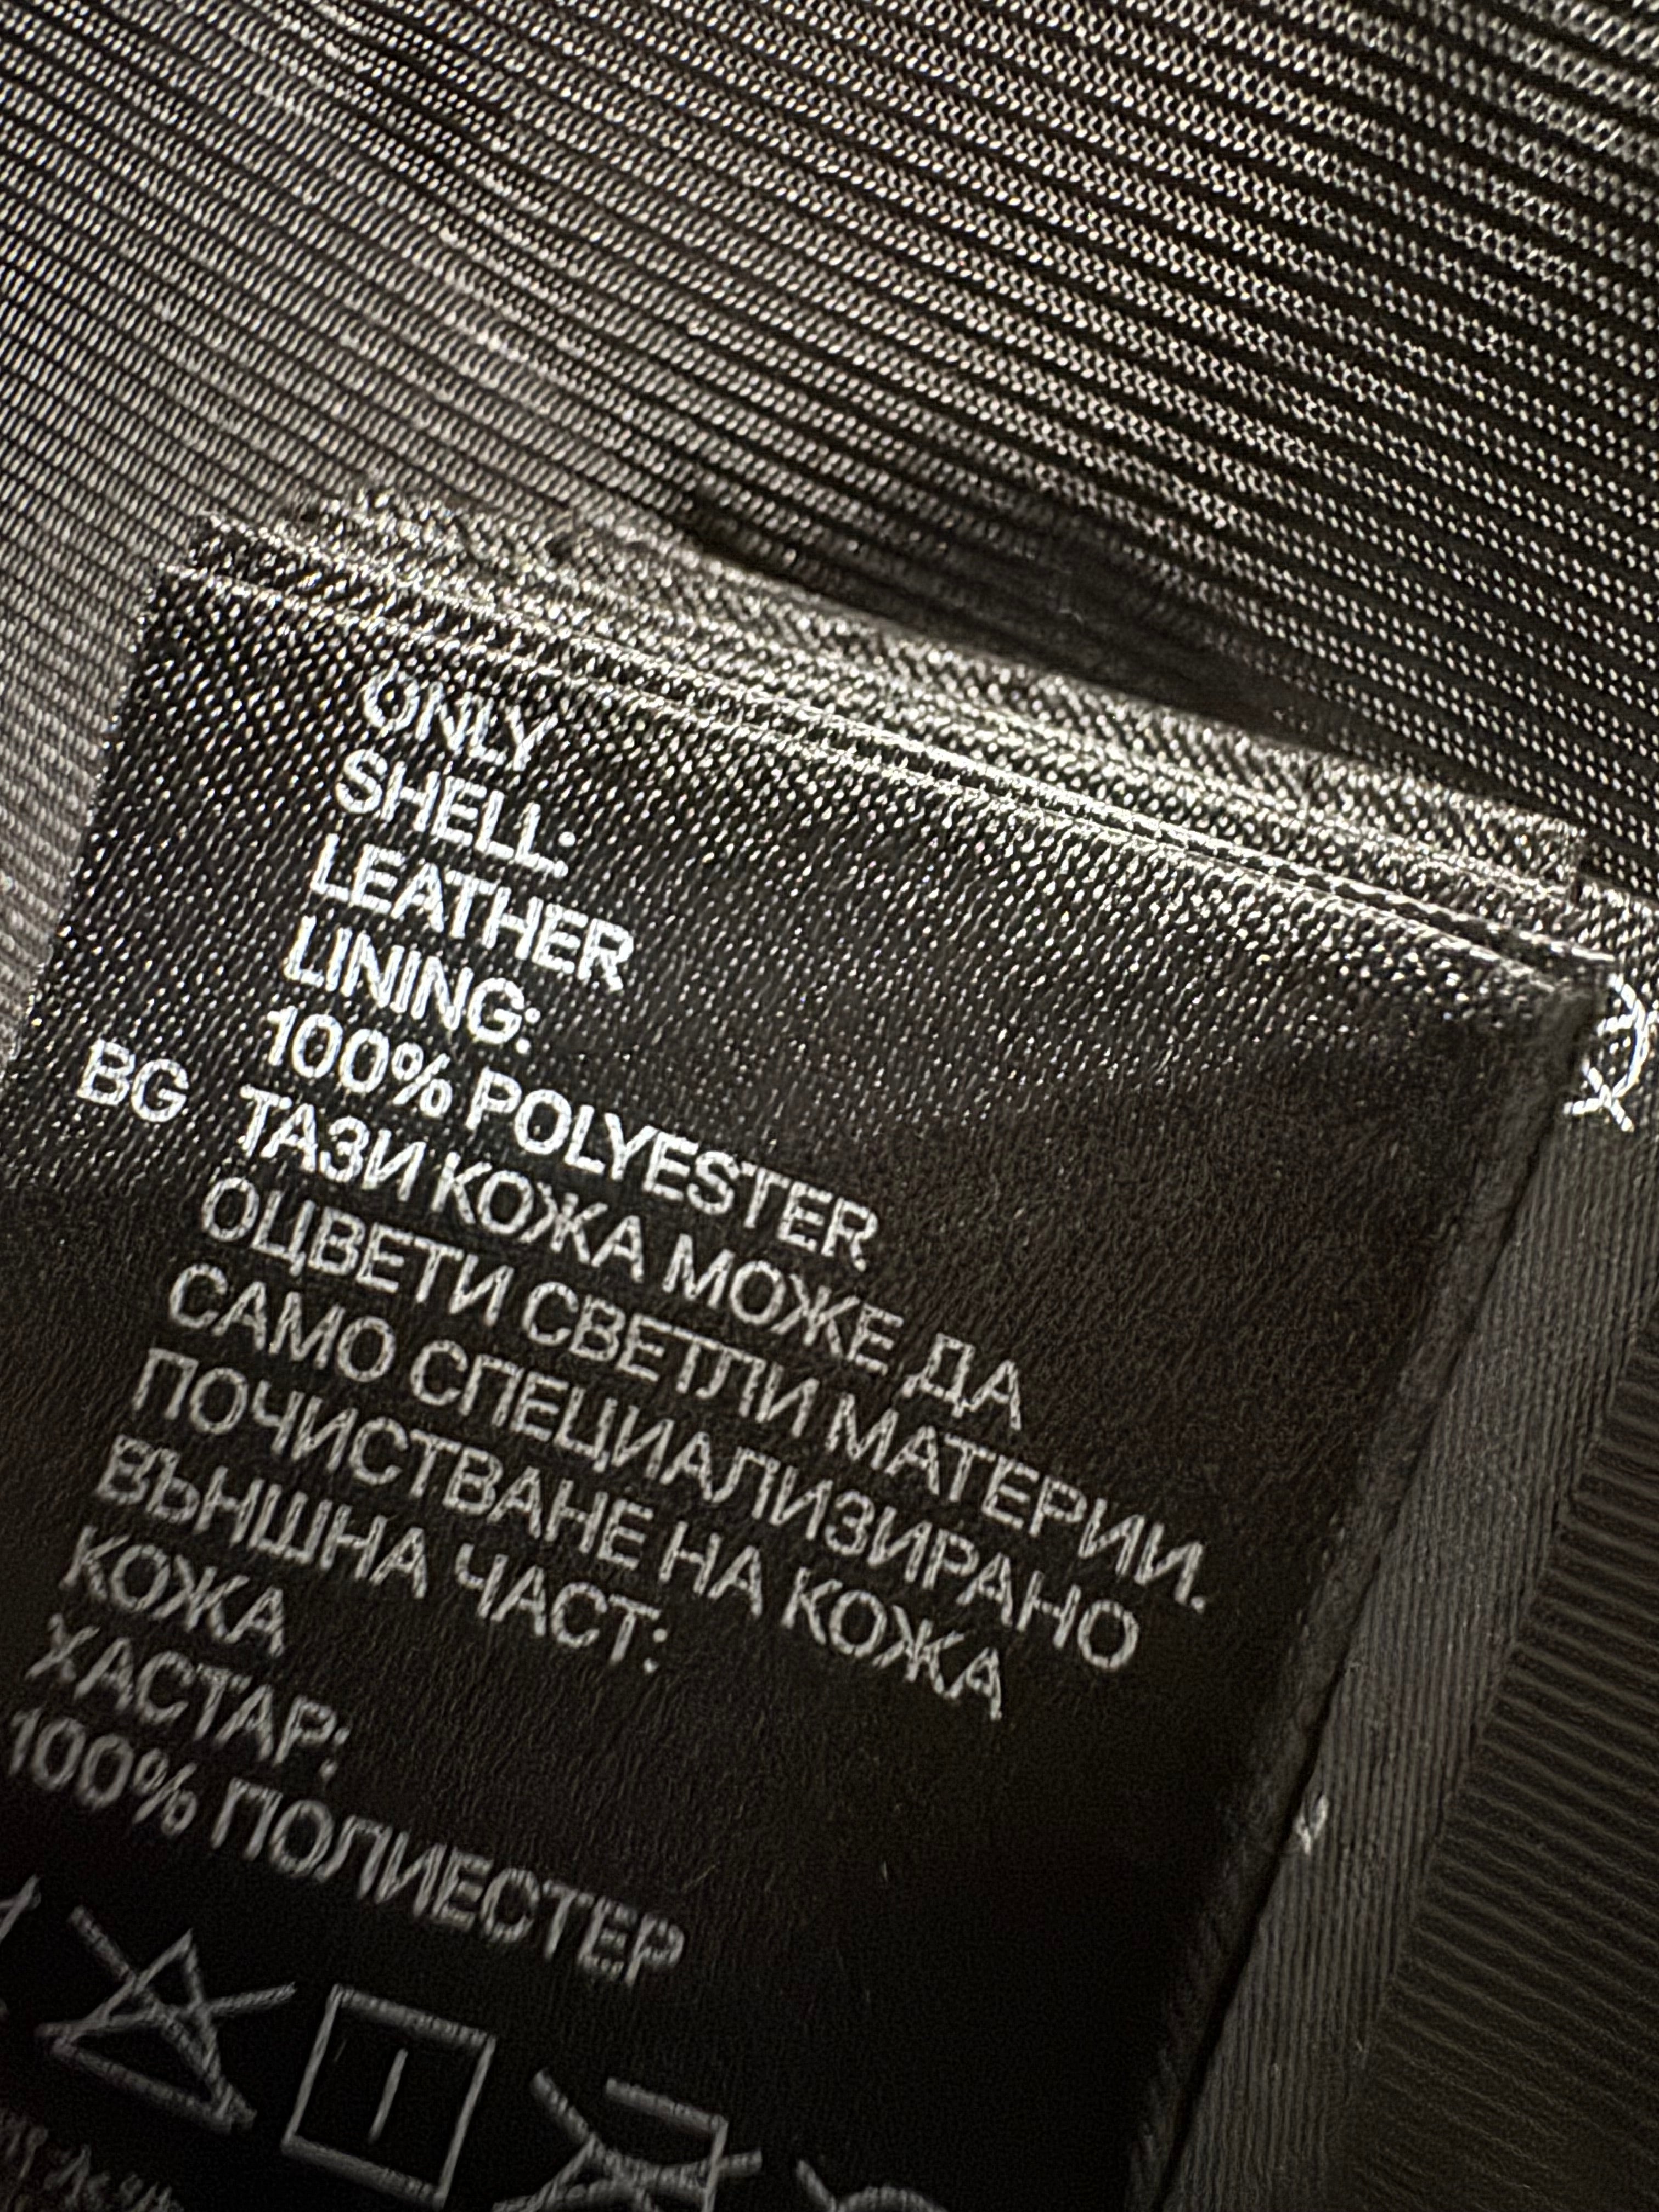 ONLY
SHELL:
LEATHER
LINING:
100% POLYESTER
BG ТАЗИ КОЖА МОЖЕ ДА
ОЦВЕТИ СВЕТЛИ МАТЕРИИ.
САМО СПЕЦИАЛИЗИРАНО
ПОЧИСТВАНЕ НА КОЖА
ВЪНШНА ЧАСТ:
КОЖА
ХАСТАР:
100% ПОЛИЕСТЕР